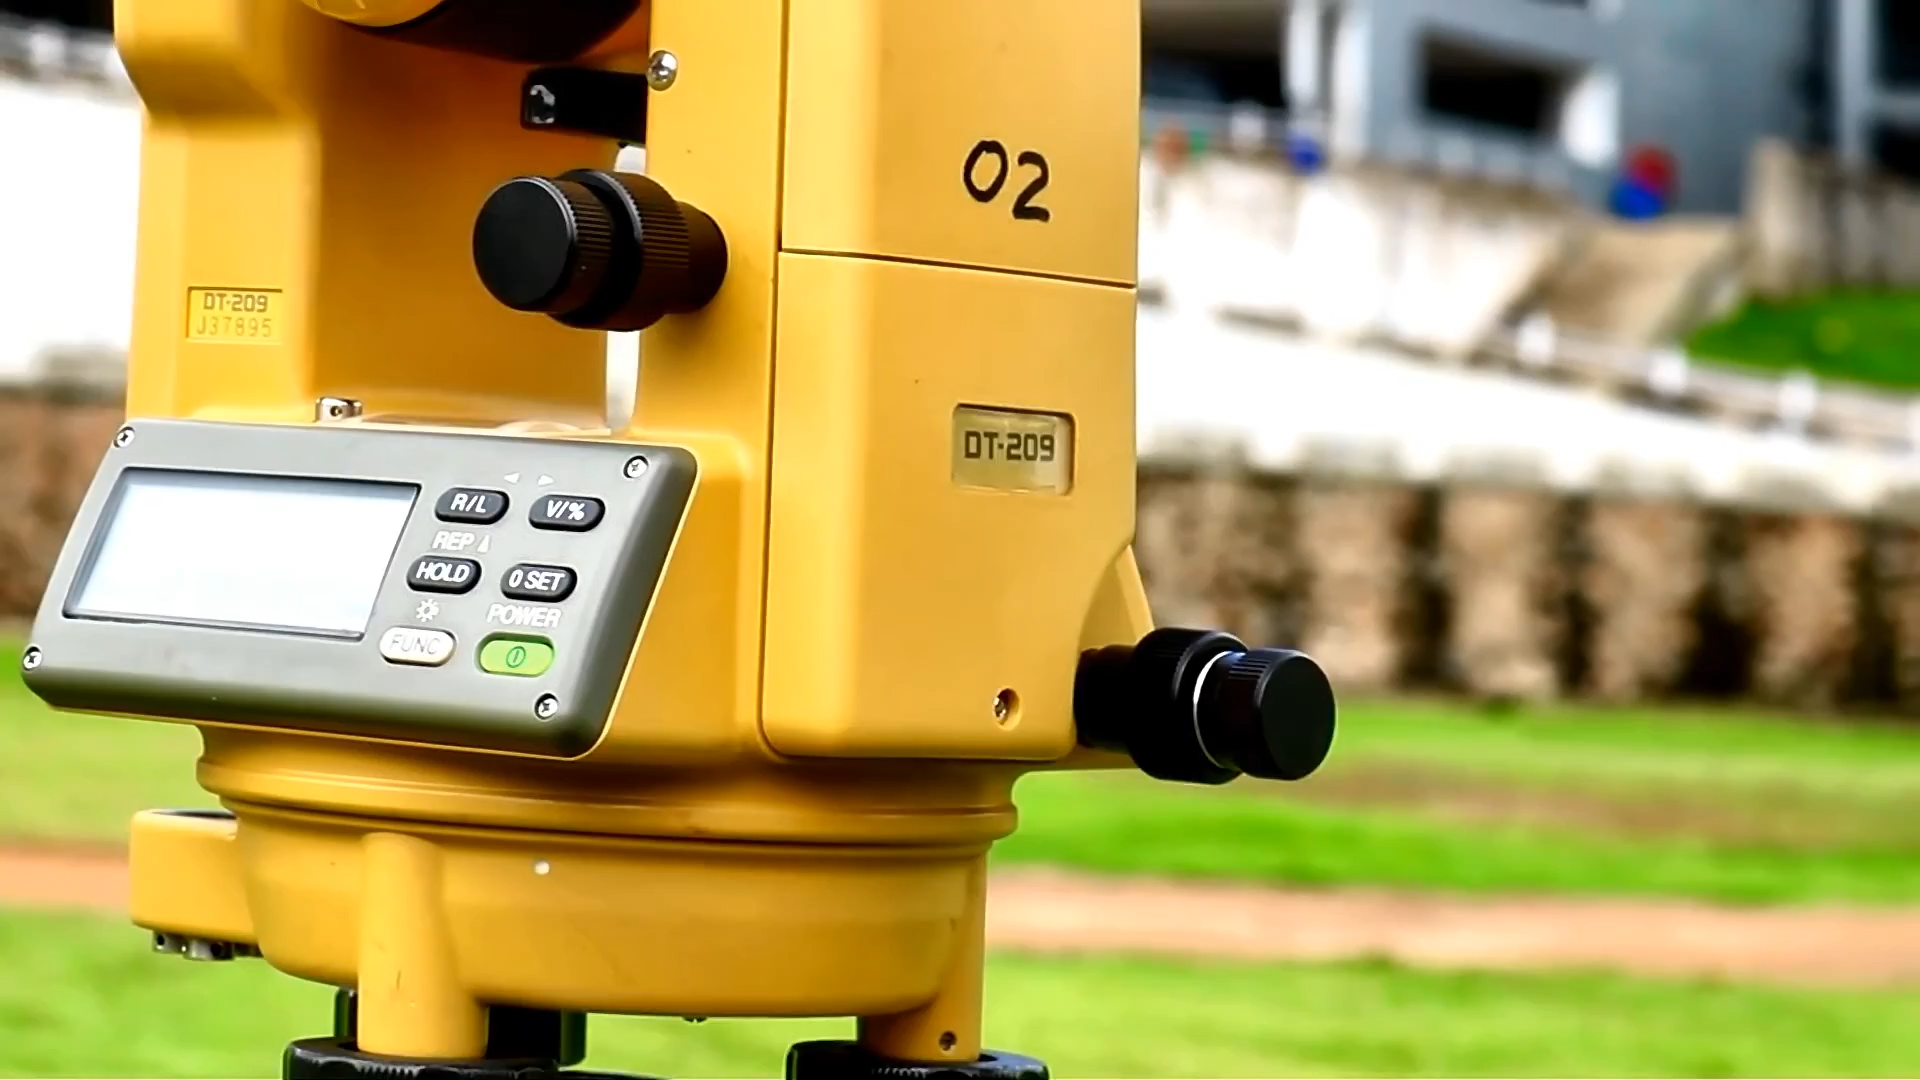 02
DT-209
J37895
DT-209
R/L
V/%
REP
HOLD
0 SET
POWER
FUNC